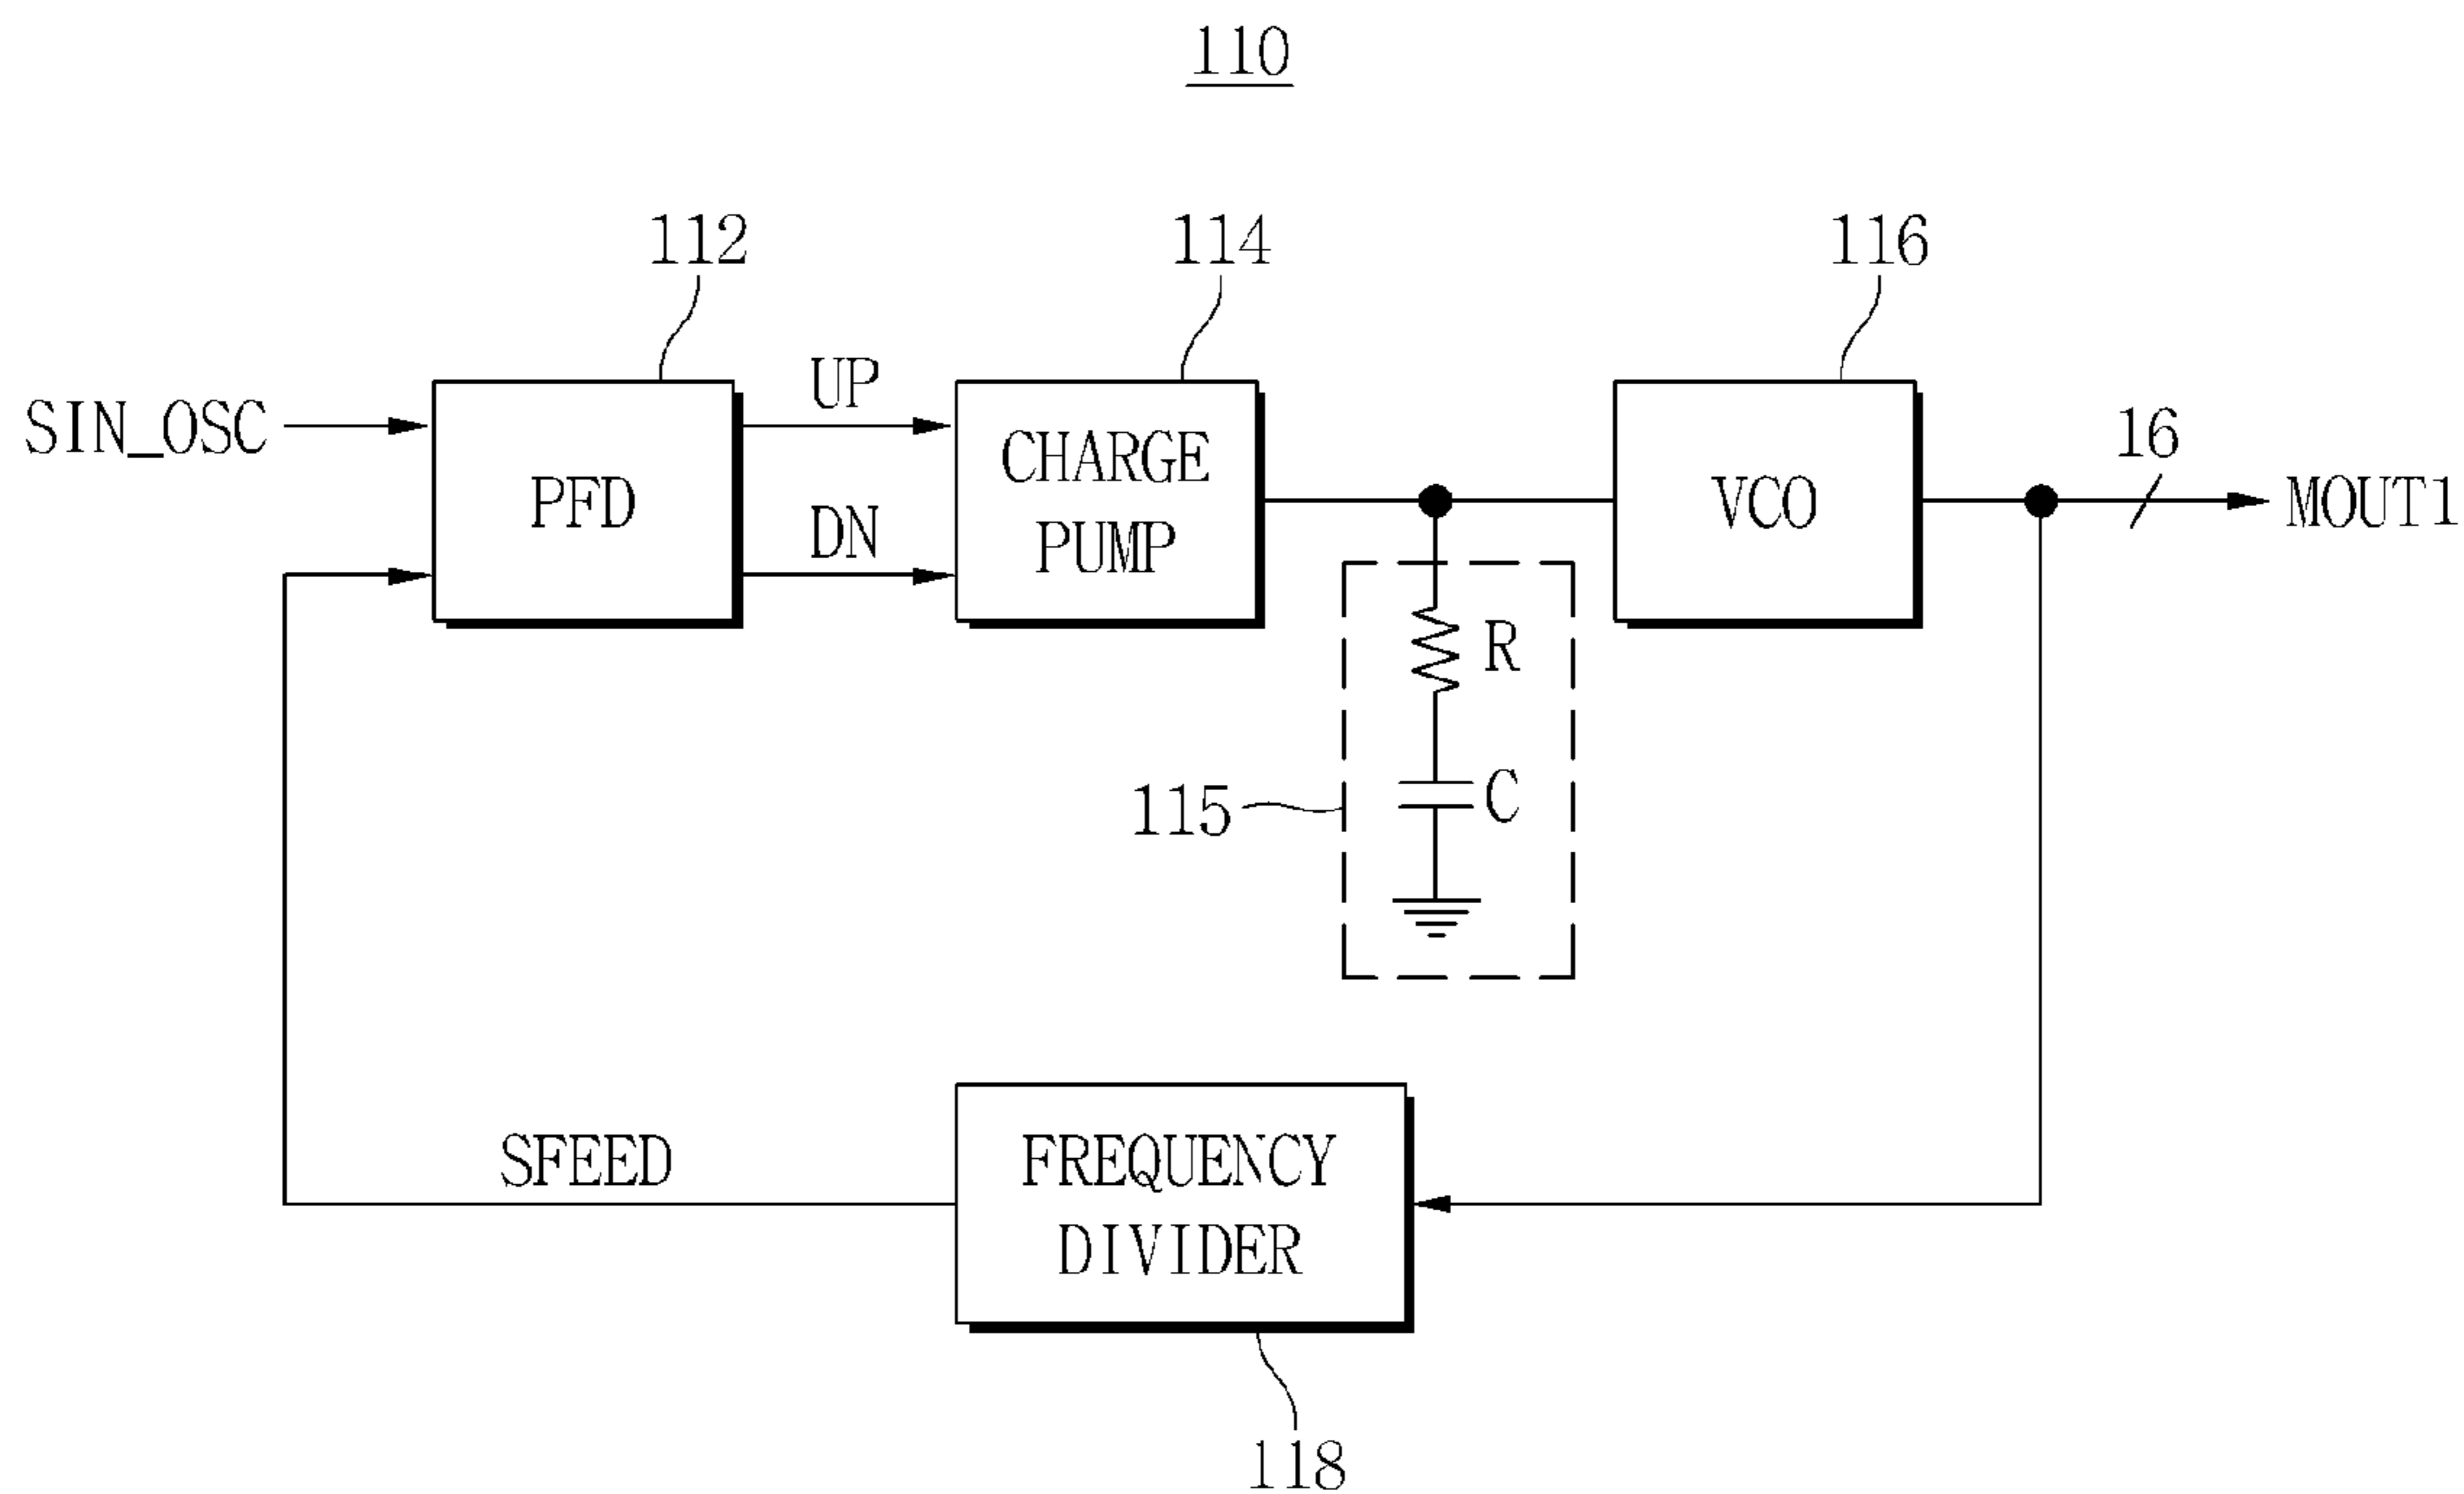 110
112
114
116
SIN_OSC
UP
DN
PFD
CHARGE
PUMP
VCO
16
MOUT1
R
C
115
SFEED
FREQUENCY
DIVIDER
118